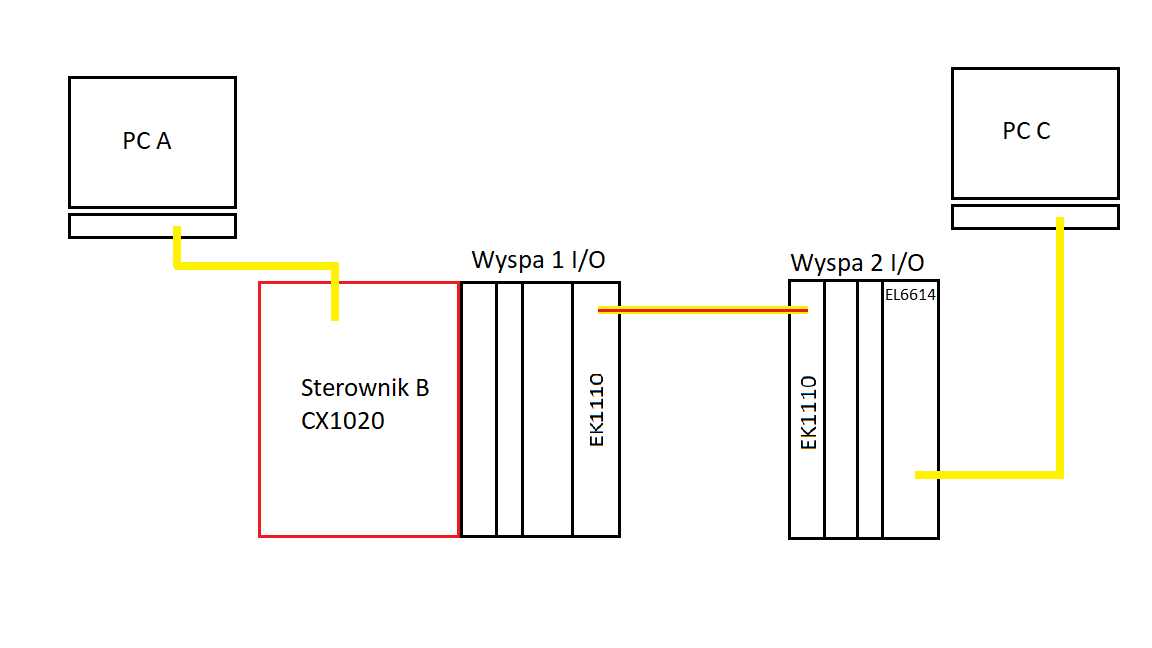 PC A
PC C
Wyspa 1 I/O
Wyspa 2 I/O
EL6614
Sterownik B
CX1020
EK1110
EK1110